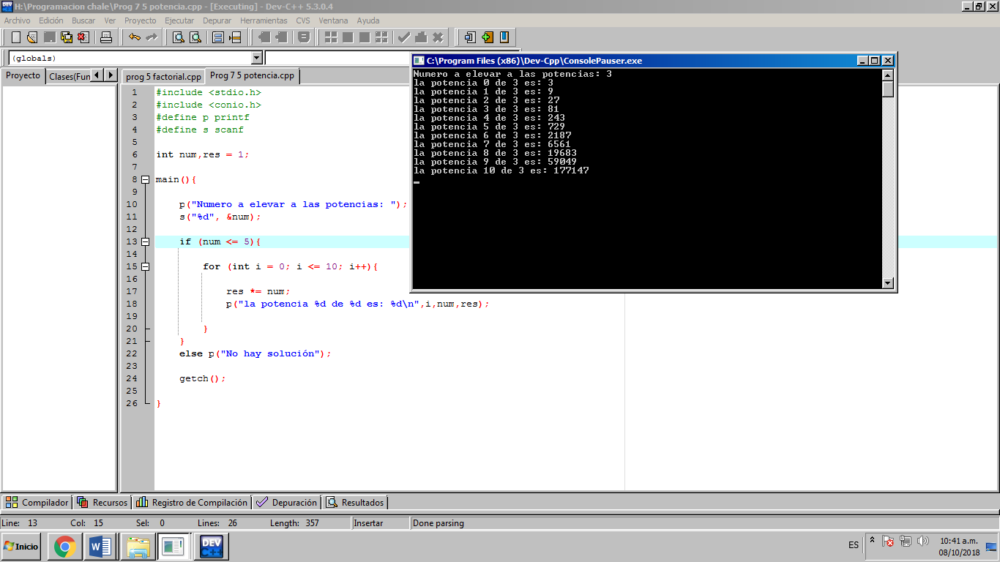 H:\Programacion chale\Prog 7 5 potencia.cpp - [Executing] - Dev-C++ 5.3.0.4
Archivo Edición Buscar Ver Proyecto Ejecutar Depurar Herramientas CVS Ventana Ayuda
(globals)
Proyecto Clases(Fun
prog 5 factorial.cpp Prog 7 5 potencia.cpp
1 #include <stdio.h>
2 #include <conio.h>
3 #define p printf
4 #define s scanf
5
6 int num,res = 1;
7
8 main(){
9
10 p("Numero a elevar a las potencias: ");
11 s("%d", &num);
12
13 if (num <= 5){
14
15 for (int i = 0; i <= 10; i++){
16
17 res *= num;
18 p("la potencia %d de %d es: %d\n",i,num,res);
19
20 }
21 }
22 else p("No hay solución");
23
24 getch();
25
26 }
C:\Program Files (x86)\Dev-Cpp\ConsolePauser.exe
Numero a elevar a las potencias: 3
la potencia 0 de 3 es: 3
la potencia 1 de 3 es: 9
la potencia 2 de 3 es: 27
la potencia 3 de 3 es: 81
la potencia 4 de 3 es: 243
la potencia 5 de 3 es: 729
la potencia 6 de 3 es: 2187
la potencia 7 de 3 es: 6561
la potencia 8 de 3 es: 19683
la potencia 9 de 3 es: 59049
la potencia 10 de 3 es: 177147
Compilador Recursos Registro de Compilación Depuración Resultados
Line: 13 Col: 15 Sel: 0 Lines: 26 Length: 357 Insertar Done parsing
Inicio DEV C++ ES 10:41 a.m.
08/10/2018